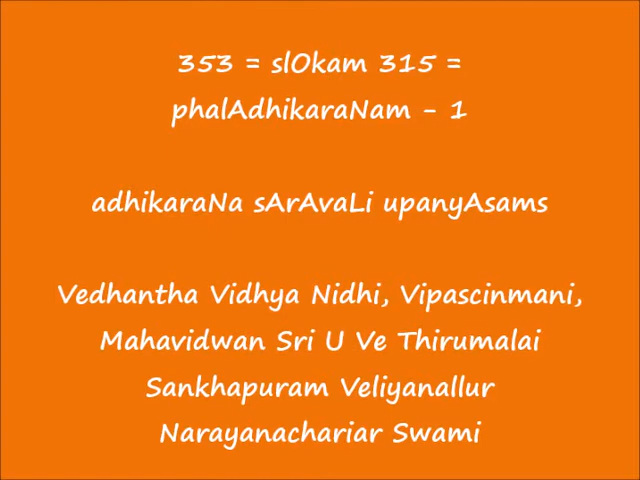 353 = slOkam 315 =
phalAdhikaraNam - 1
adhikaraNa sArAvaLi upanyAsams
Vedhantha Vidhya Nidhi, Vipascinmani,
Mahavidwan Sri U Ve Thirumalai
Sankhapuram Veliyanallur
Narayanachariar Swami